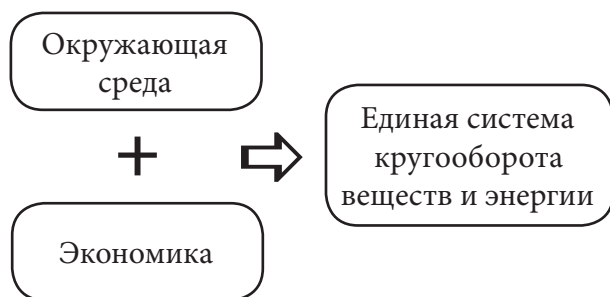 Окружающая
среда
+
Экономика
Единая система
кругооборота
веществ и энергии